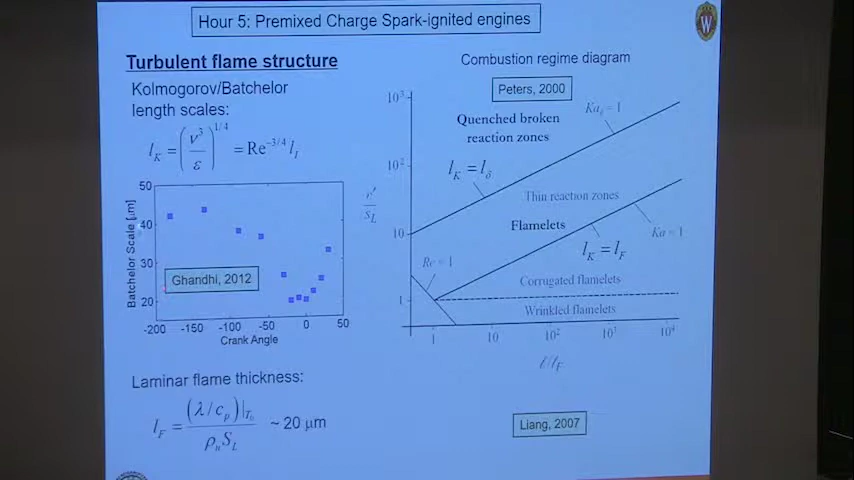 Hour 5: Premixed Charge Spark-ignited engines
Turbulent flame structure
Kolmogorov/Batchelor
length scales:
l_K = (ν³/ε)^1/4 = Re^−3/4 l_I
50
40
30
20
Batchelor Scale [μm]
Ghandhi, 2012
-200 -150 -100 -50 0 50
Crank Angle
Laminar flame thickness:
l_F = (λ/c_p)|T_0 / ρ_u S_L ~ 20 μm
Combustion regime diagram
Peters, 2000
10³
10²
10
1
v′/S_L
Quenched broken
reaction zones
Ka_δ = 1
l_K = l_δ
Thin reaction zones
Flamelets
Ka = 1
l_K = l_F
Re = 1
Corrugated flamelets
Wrinkled flamelets
1 10 10² 10³ 10⁴
ℓ/ℓ_F
Liang, 2007